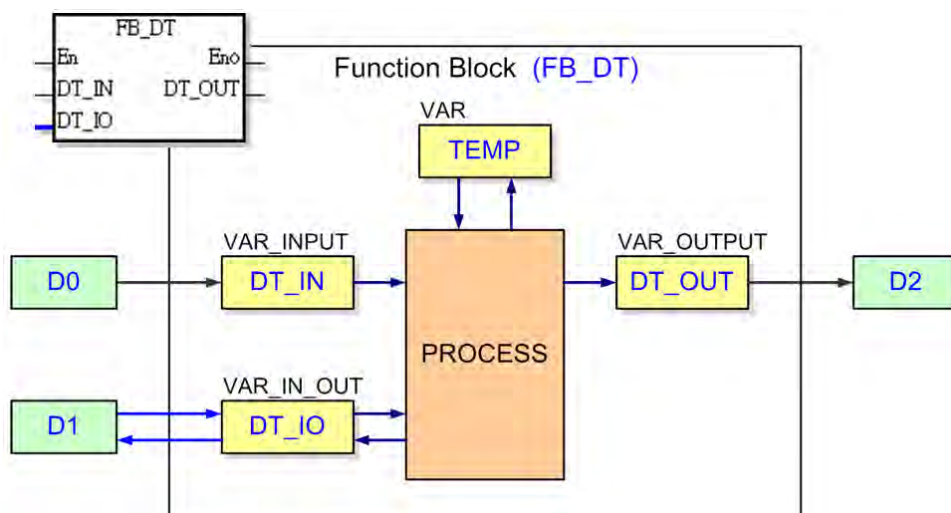 FB_DT
En Eno
DT_IN DT_OUT
DT_IO
Function Block (FB_DT)
VAR
TEMP
VAR_INPUT VAR_OUTPUT
D0 DT_IN DT_OUT D2
PROCESS
VAR_IN_OUT
D1 DT_IO